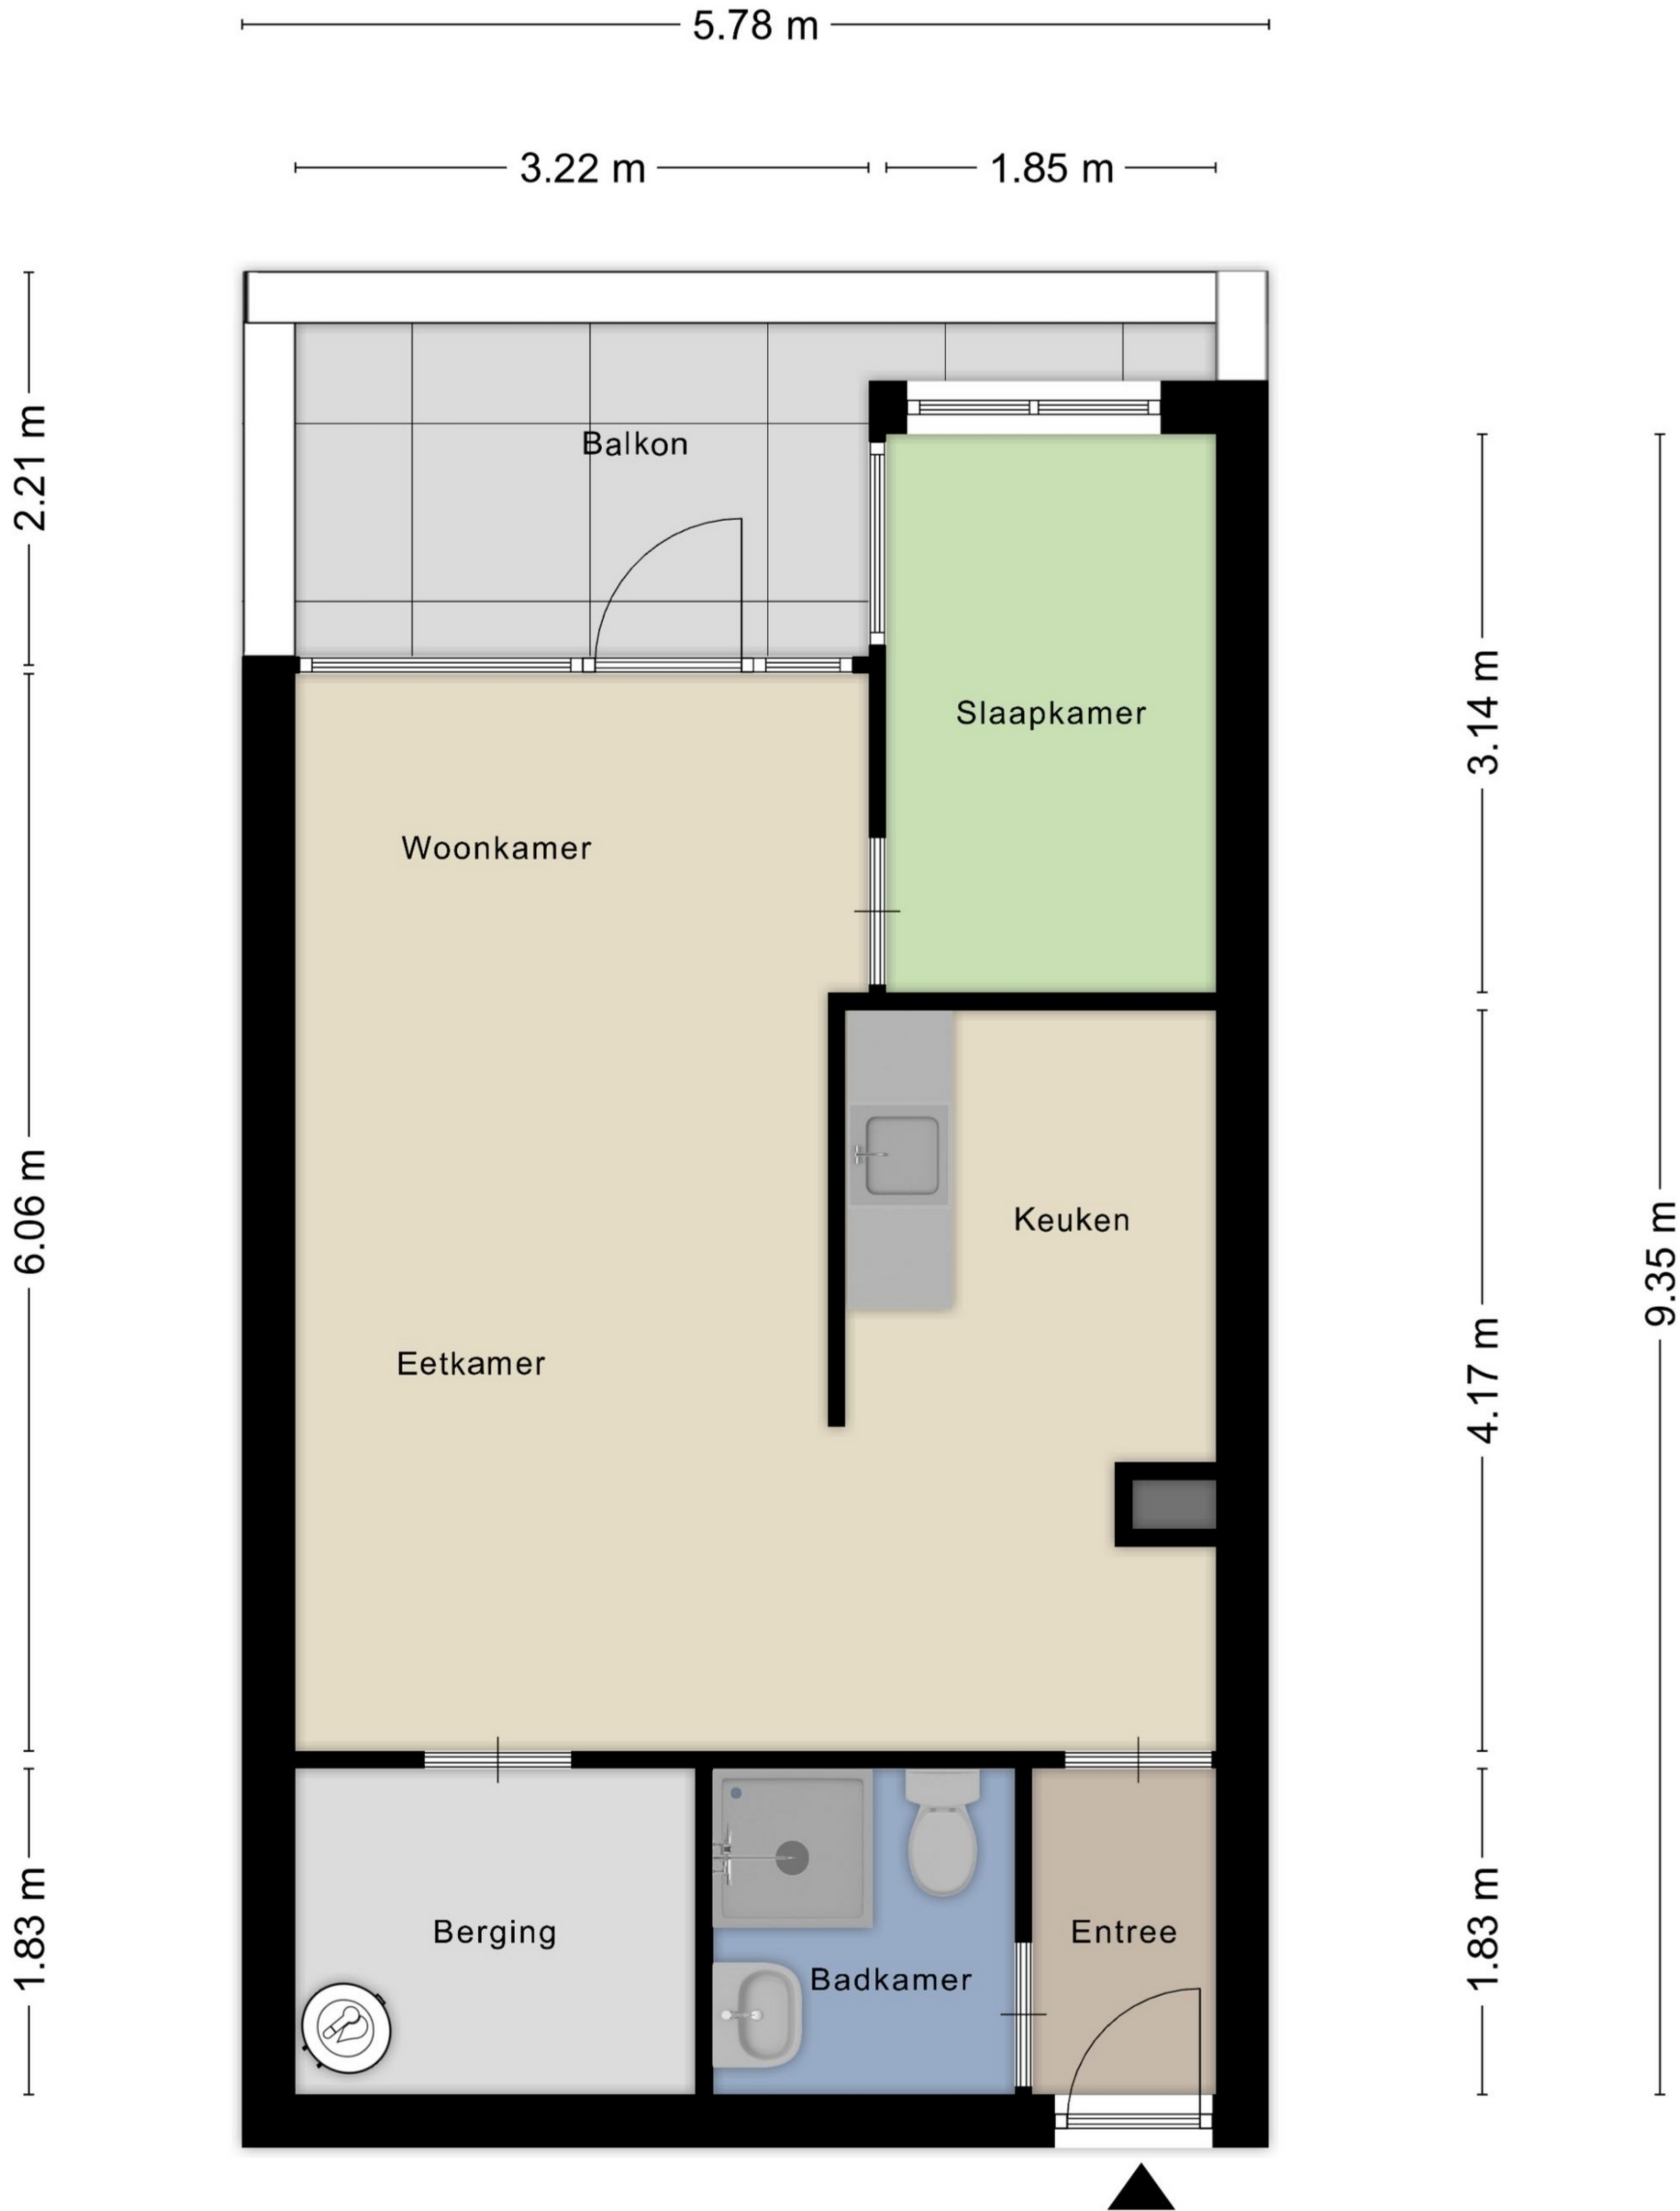 5.78 m
3.22 m
1.85 m
2.21 m
Balkon
3.14 m
Slaapkamer
Woonkamer
6.06 m
Keuken
9.35 m
Eetkamer
4.17 m
1.83 m
Berging
Badkamer
Entree
1.83 m